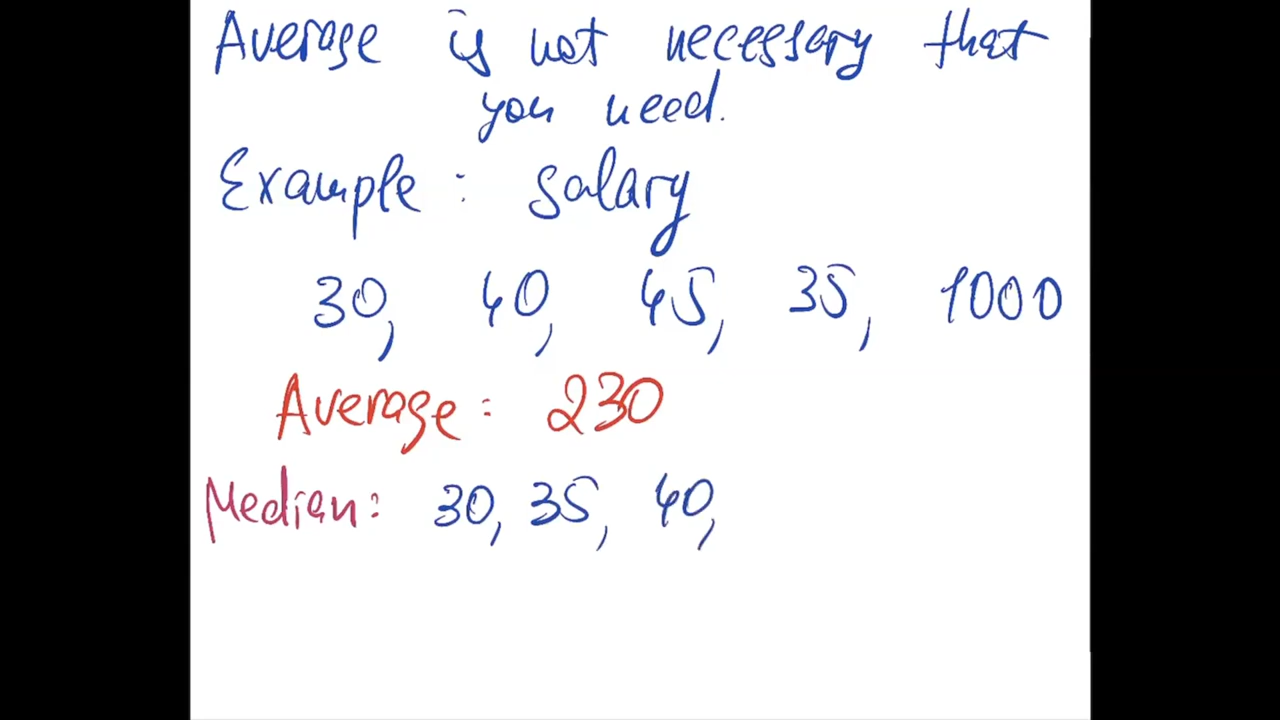 Average is not necessary that
you need.
Example: salary
30, 40, 45, 35, 1000
Average: 230
Median: 30, 35, 40,